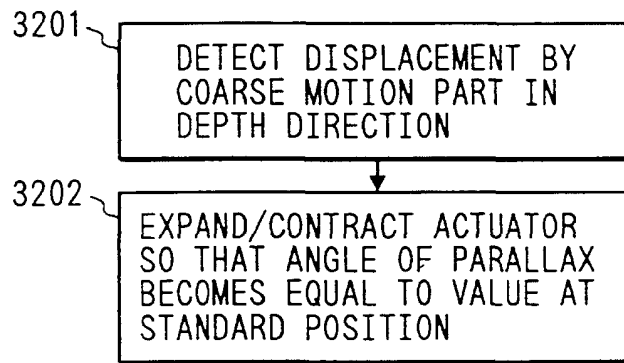 3201
DETECT DISPLACEMENT BY
COARSE MOTION PART IN
DEPTH DIRECTION
3202
EXPAND/CONTRACT ACTUATOR
SO THAT ANGLE OF PARALLAX
BECOMES EQUAL TO VALUE AT
STANDARD POSITION